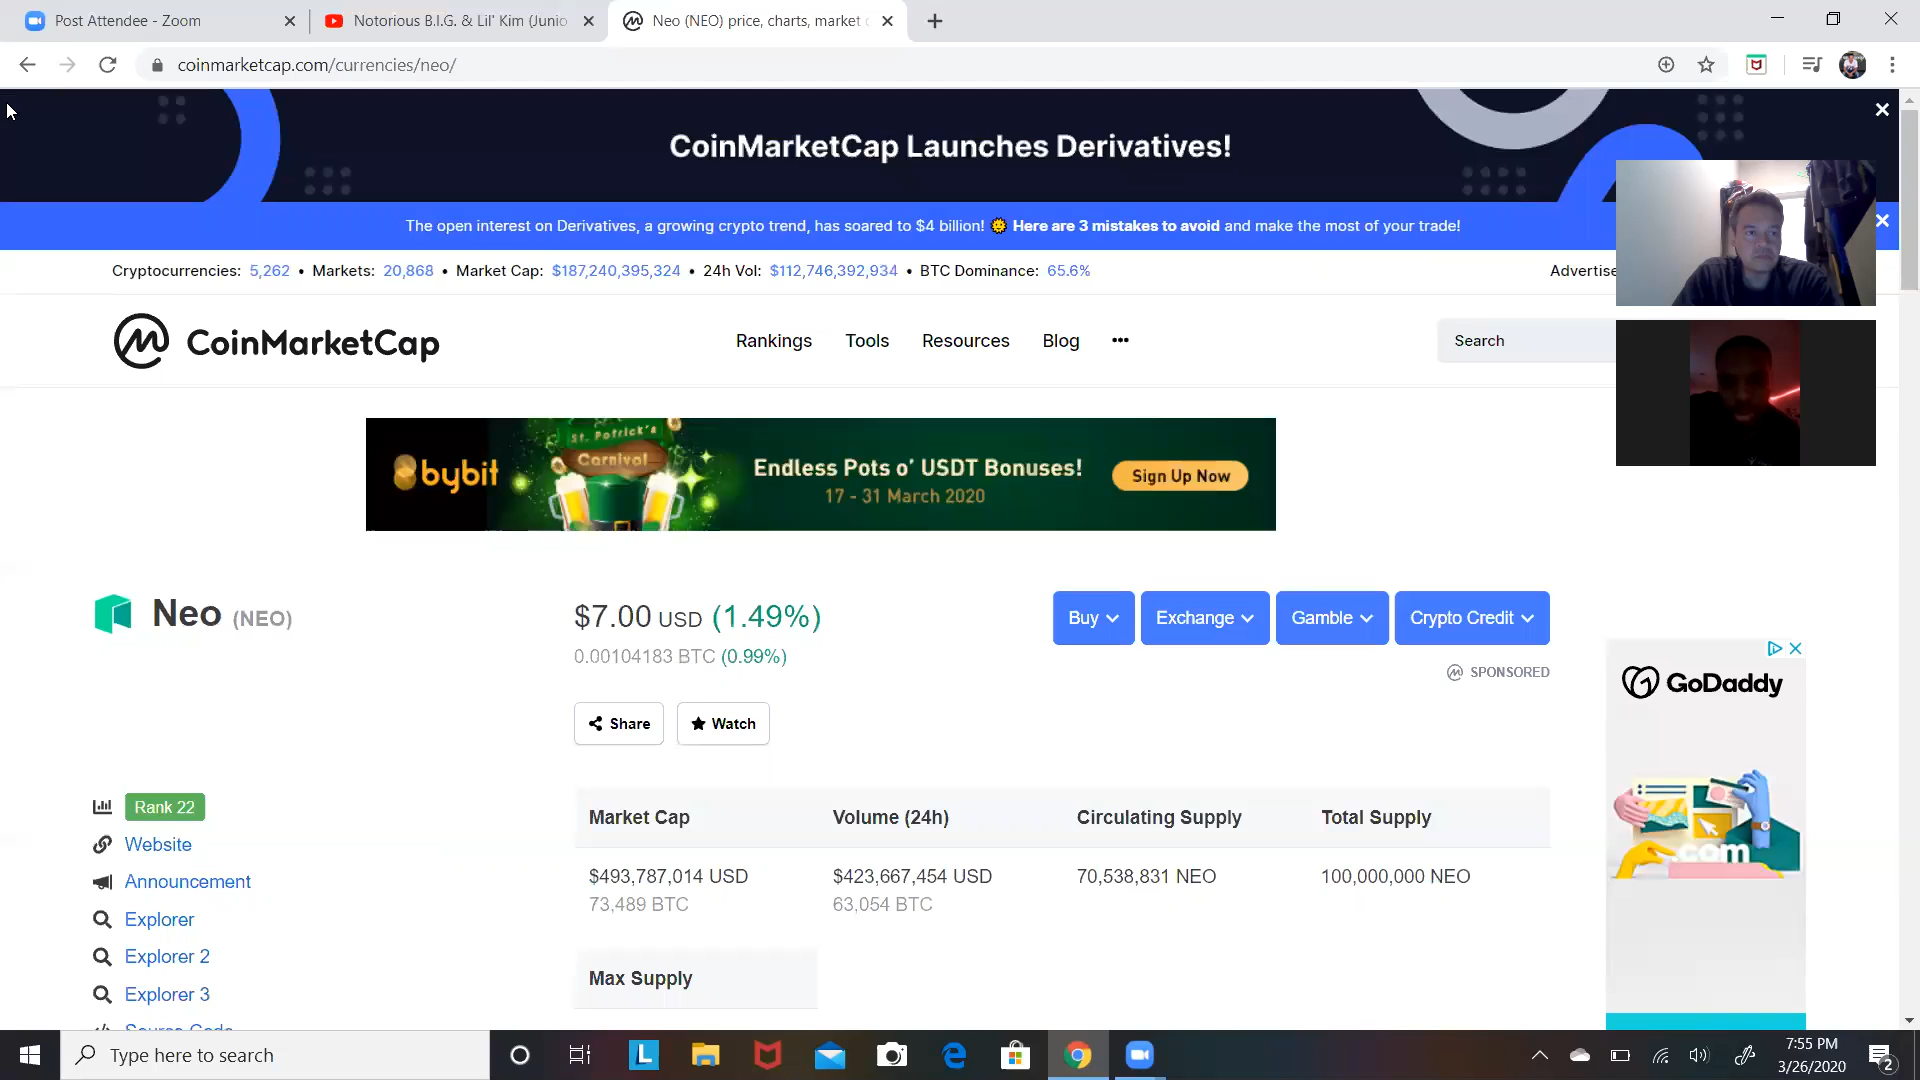 Post Attendee - Zoom
Notorious B.I.G. & Lil' Kim (Junio
Neo (NEO) price, charts, market c
coinmarketcap.com/currencies/neo/
CoinMarketCap Launches Derivatives!
The open interest on Derivatives, a growing crypto trend, has soared to $4 billion! Here are 3 mistakes to avoid and make the most of your trade!
Cryptocurrencies: 5,262 • Markets: 20,868 • Market Cap: $187,240,395,324 • 24h Vol: $112,746,392,934 • BTC Dominance: 65.6%
Advertise
CoinMarketCap
Rankings
Tools
Resources
Blog
Search
St. Patrick's
Carnival
bybit
Endless Pots o' USDT Bonuses!
17 - 31 March 2020
Sign Up Now
Neo (NEO)
$7.00 USD (1.49%)
0.00104183 BTC (0.99%)
Buy
Exchange
Gamble
Crypto Credit
SPONSORED
Share
Watch
GoDaddy
.com
Rank 22
Website
Announcement
Explorer
Explorer 2
Explorer 3
Source Code
Market Cap
Volume (24h)
Circulating Supply
Total Supply
$493,787,014 USD
$423,667,454 USD
70,538,831 NEO
100,000,000 NEO
73,489 BTC
63,054 BTC
Max Supply
Type here to search
L
7:55 PM
3/26/2020
2